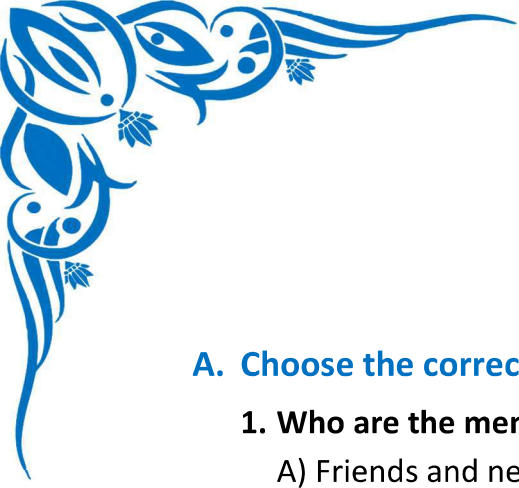 A. Choose the correc
1. Who are the mer
A) Friends and ne